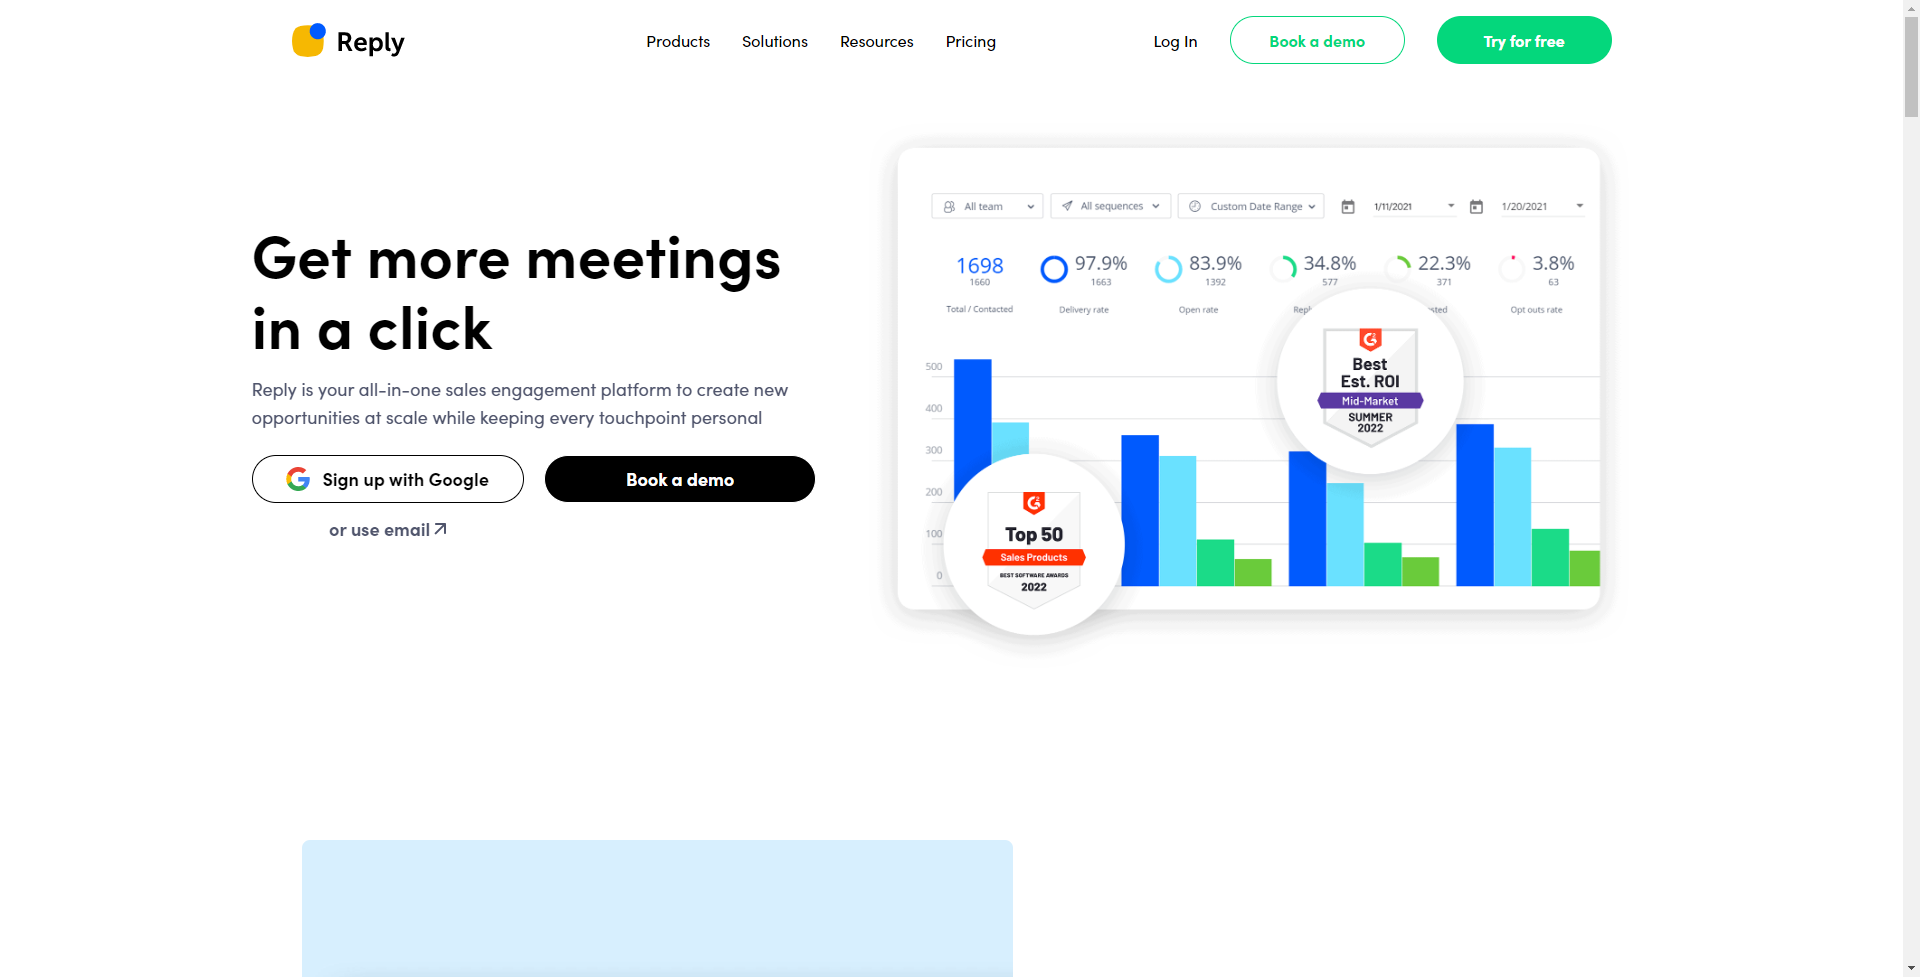 Reply
Products
Solutions
Resources
Pricing
Log In
Book a demo
Try for free
Get more meetings
in a click
Reply is your all-in-one sales engagement platform to create new
opportunities at scale while keeping every touchpoint personal
Sign up with Google
Book a demo
or use email
All team
All sequences
Custom Date Range
1/11/2021
1/20/2021
1698
1660
Total / Contacted
97.9%
1663
Delivery rate
83.9%
1392
Open rate
34.8%
577
22.3%
371
3.8%
63
Opt outs rate
500
400
300
200
100
0
Best
Est. ROI
Mid-Market
SUMMER
2022
Top 50
Sales Products
BEST SOFTWARE AWARDS
2022